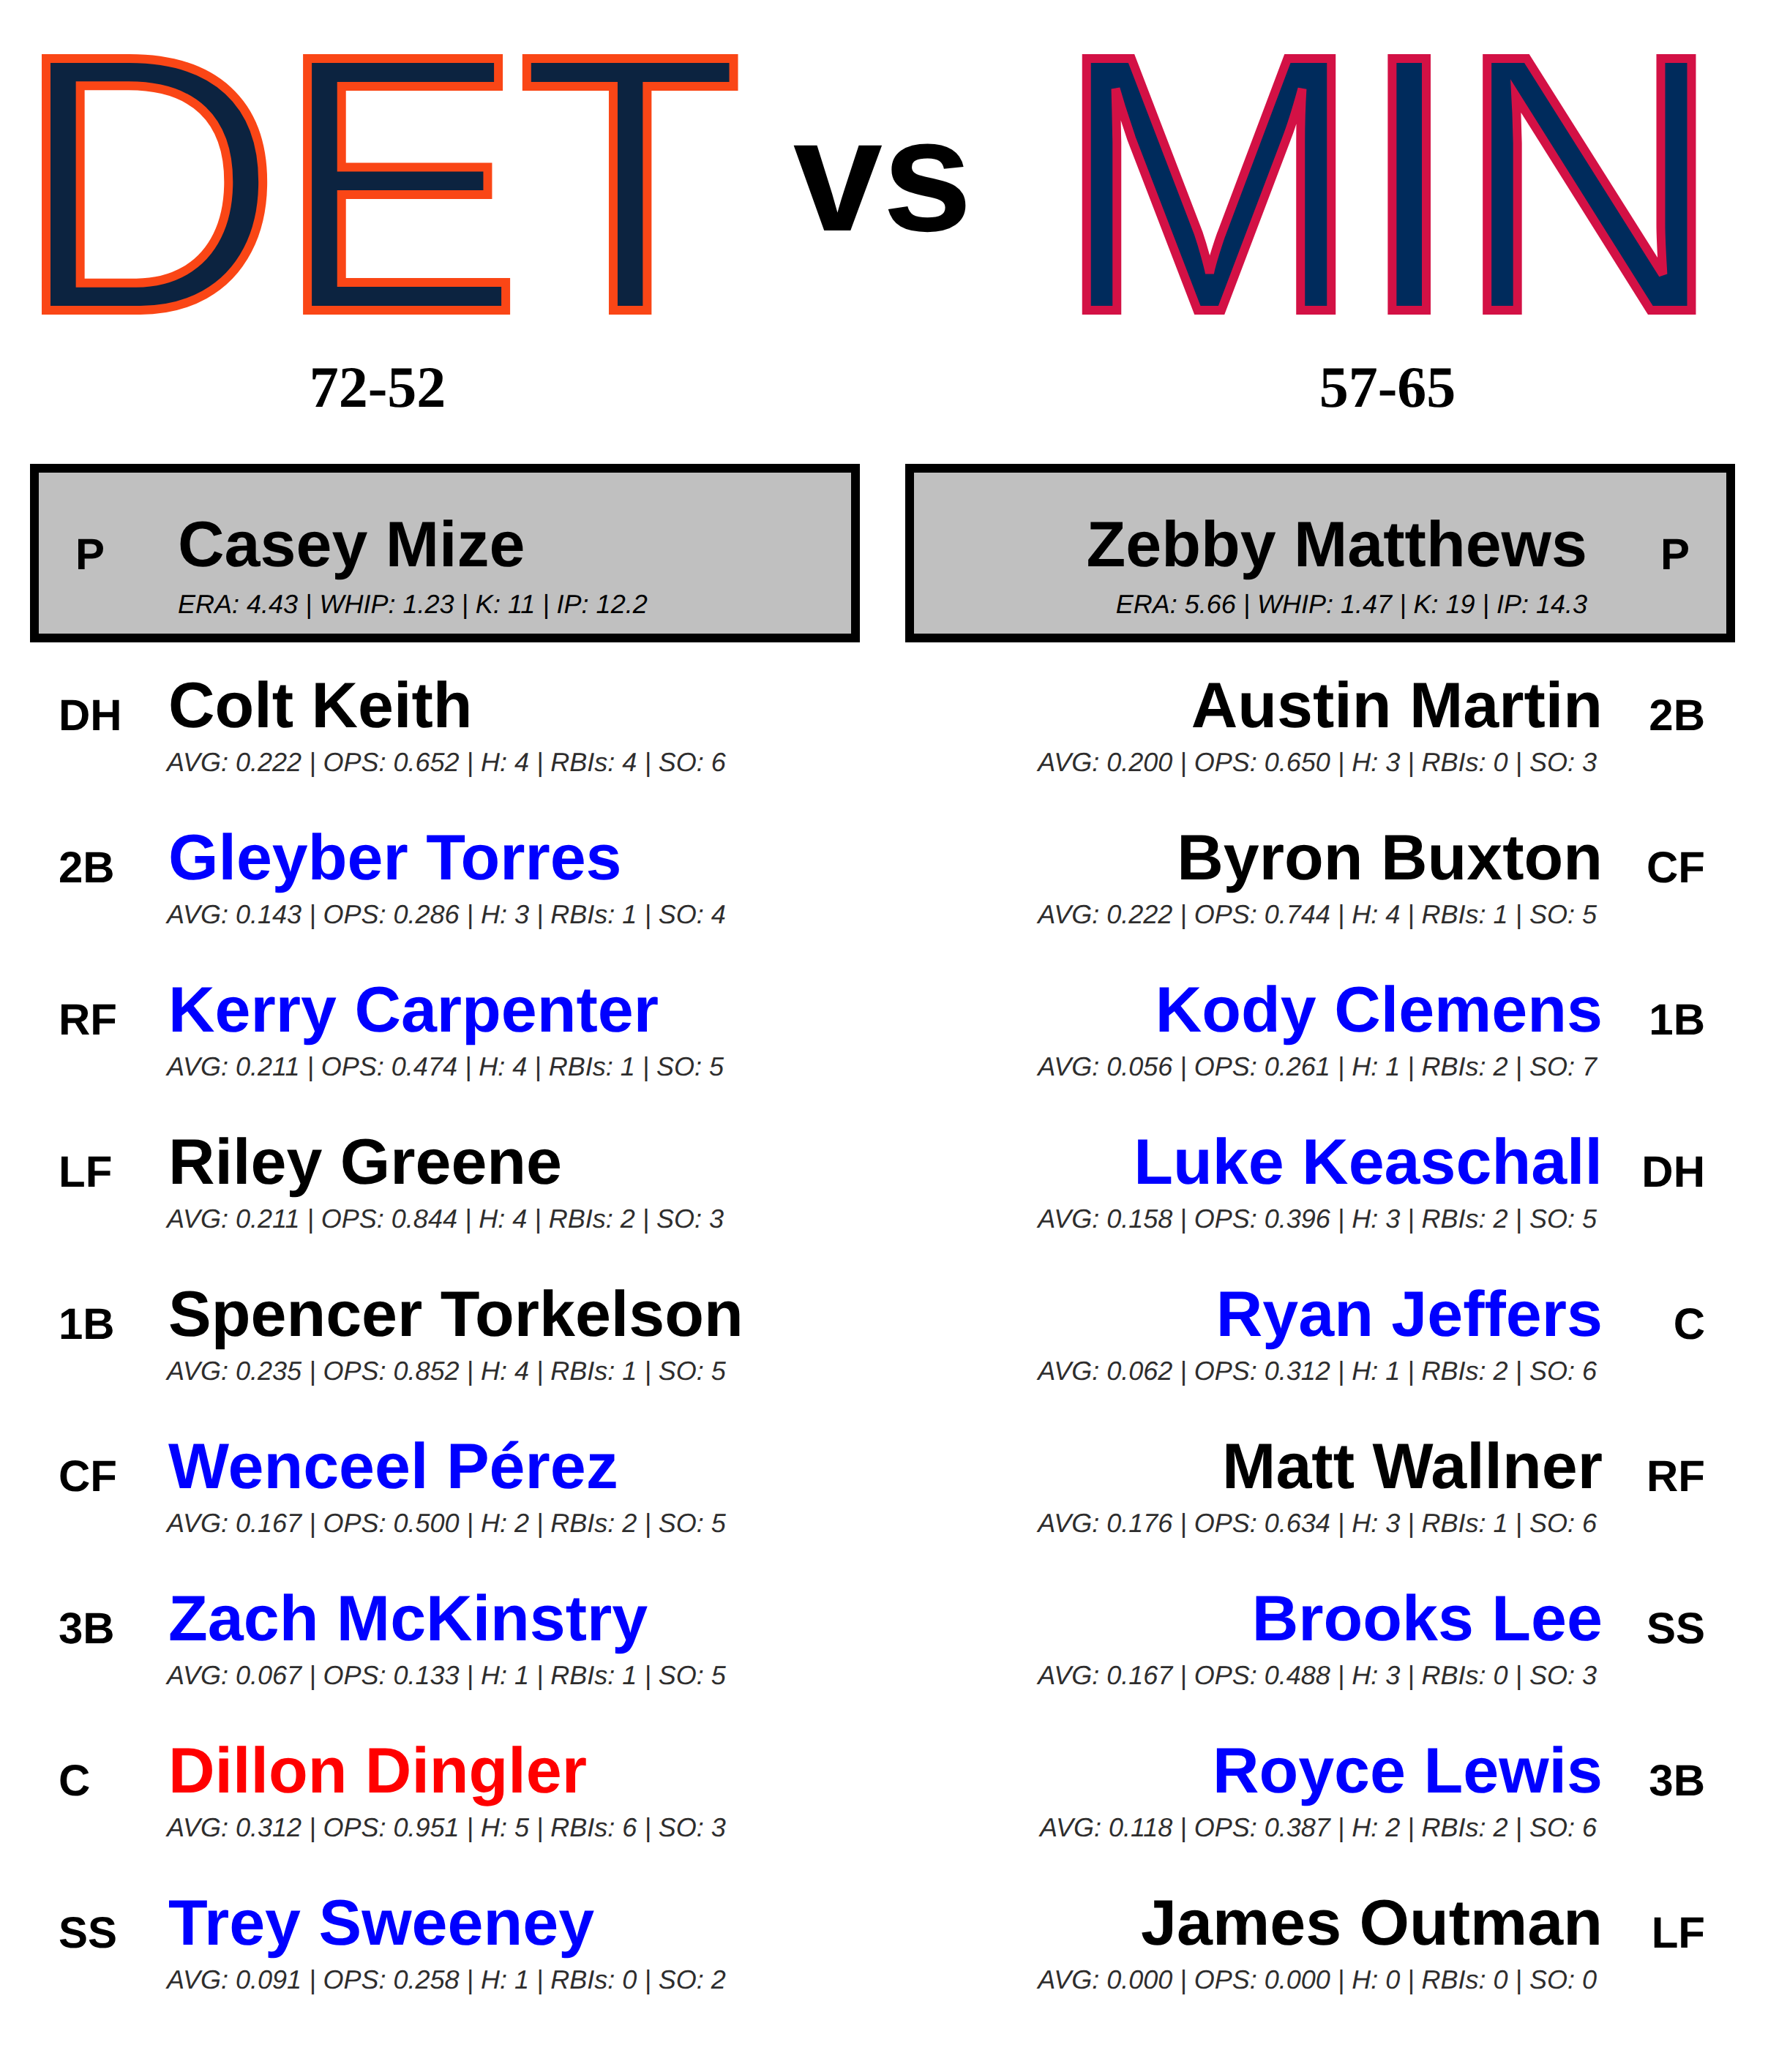 DET vs MIN
72-52 57-65
P Casey Mize
ERA: 4.43 | WHIP: 1.23 | K: 11 | IP: 12.2
Zebby Matthews P
ERA: 5.66 | WHIP: 1.47 | K: 19 | IP: 14.3
DH Colt Keith
AVG: 0.222 | OPS: 0.652 | H: 4 | RBIs: 4 | SO: 6
2B Gleyber Torres
AVG: 0.143 | OPS: 0.286 | H: 3 | RBIs: 1 | SO: 4
RF Kerry Carpenter
AVG: 0.211 | OPS: 0.474 | H: 4 | RBIs: 1 | SO: 5
LF Riley Greene
AVG: 0.211 | OPS: 0.844 | H: 4 | RBIs: 2 | SO: 3
1B Spencer Torkelson
AVG: 0.235 | OPS: 0.852 | H: 4 | RBIs: 1 | SO: 5
CF Wenceel Pérez
AVG: 0.167 | OPS: 0.500 | H: 2 | RBIs: 2 | SO: 5
3B Zach McKinstry
AVG: 0.067 | OPS: 0.133 | H: 1 | RBIs: 1 | SO: 5
C Dillon Dingler
AVG: 0.312 | OPS: 0.951 | H: 5 | RBIs: 6 | SO: 3
SS Trey Sweeney
AVG: 0.091 | OPS: 0.258 | H: 1 | RBIs: 0 | SO: 2
Austin Martin 2B
AVG: 0.200 | OPS: 0.650 | H: 3 | RBIs: 0 | SO: 3
Byron Buxton CF
AVG: 0.222 | OPS: 0.744 | H: 4 | RBIs: 1 | SO: 5
Kody Clemens 1B
AVG: 0.056 | OPS: 0.261 | H: 1 | RBIs: 2 | SO: 7
Luke Keaschall DH
AVG: 0.158 | OPS: 0.396 | H: 3 | RBIs: 2 | SO: 5
Ryan Jeffers C
AVG: 0.062 | OPS: 0.312 | H: 1 | RBIs: 2 | SO: 6
Matt Wallner RF
AVG: 0.176 | OPS: 0.634 | H: 3 | RBIs: 1 | SO: 6
Brooks Lee SS
AVG: 0.167 | OPS: 0.488 | H: 3 | RBIs: 0 | SO: 3
Royce Lewis 3B
AVG: 0.118 | OPS: 0.387 | H: 2 | RBIs: 2 | SO: 6
James Outman LF
AVG: 0.000 | OPS: 0.000 | H: 0 | RBIs: 0 | SO: 0